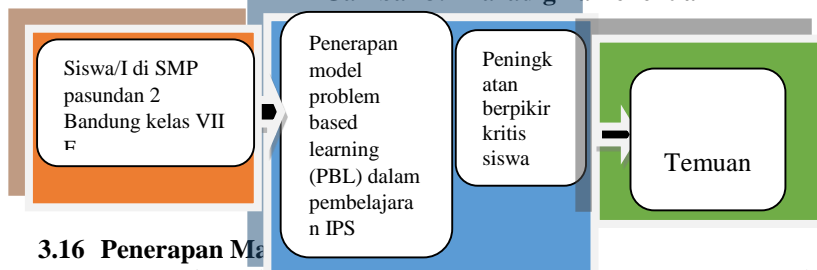 Siswa/I di SMP
pasundan 2
Bandung kelas VII
Penerapan
model
problem
based
learning
(PBL) dalam
pembelajara
n IPS
Peningk
atan
berpikir
kritis
siswa
Temuan
3.16 Penerapan